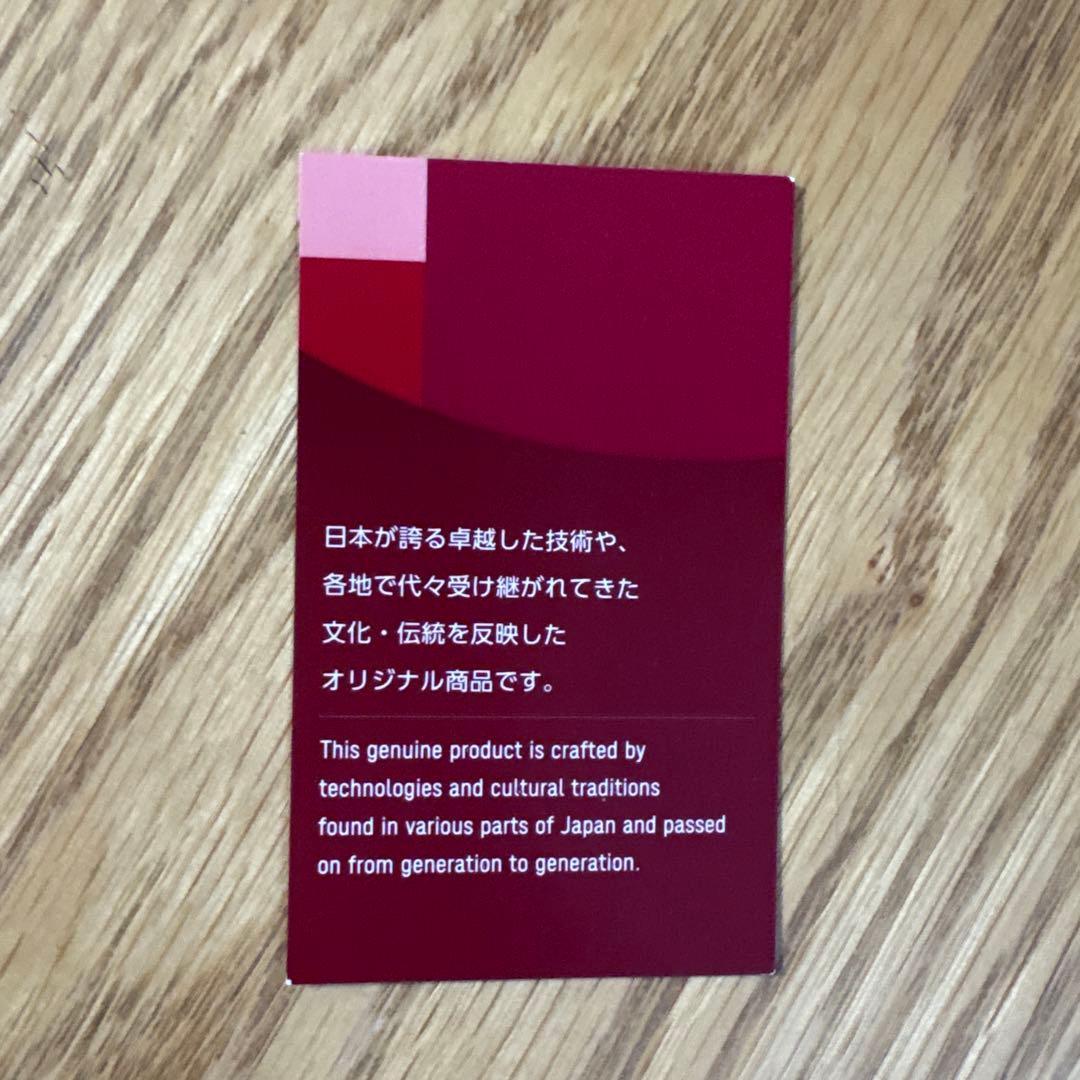 日本が誇る卓越した技術や、
各地で代々受け継がれてきた
文化・伝統を反映した
オリジナル商品です。
This genuine product is crafted by
technologies and cultural traditions
found in various parts of Japan and passed
on from generation to generation.